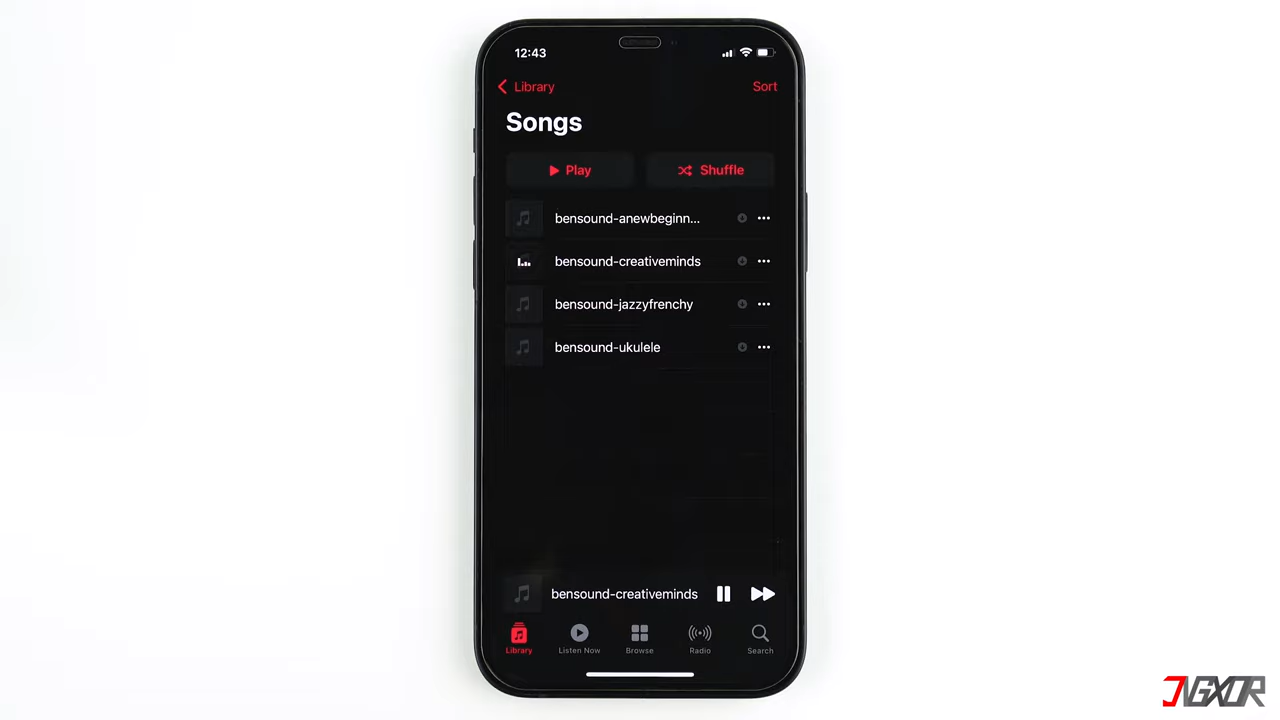 12:43
Library
Sort
Songs
Play
Shuffle
bensound-anewbeginn...
bensound-creativeminds
bensound-jazzyfrenchy
bensound-ukulele
bensound-creativeminds
Library
Listen Now
Browse
Radio
Search
JNGXOR